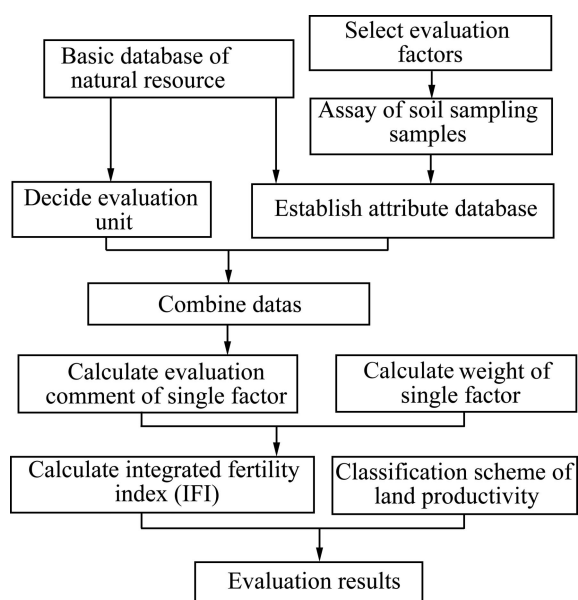 Select evaluation
factors
Basic database of
natural resource
Assay of soil sampling
samples
Decide evaluation
unit
Establish attribute database
Combine datas
Calculate evaluation
comment of single factor
Calculate weight of
single factor
Calculate integrated fertility
index (IFI)
Classification scheme of
land productivity
Evaluation results